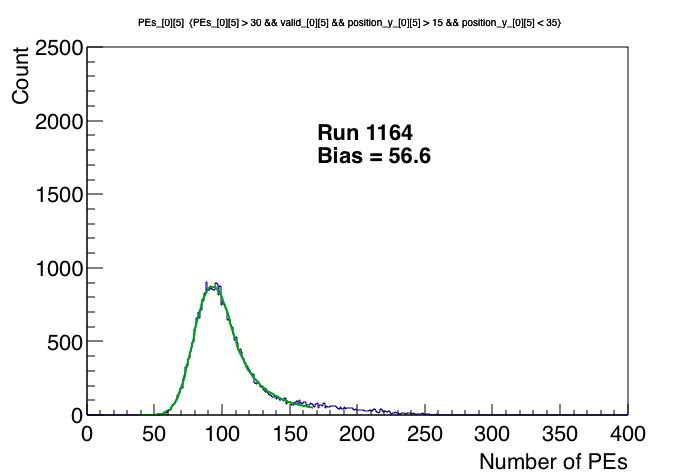 PEs_[0][5] {PEs_[0][5] > 30 && valid_[0][5] && position_y_[0][5] > 15 && position_y_[0][5] < 35}
Count
2500
2000
1500
1000
500
0
Run 1164
Bias = 56.6
0 50 100 150 200 250 300 350 400
Number of PEs